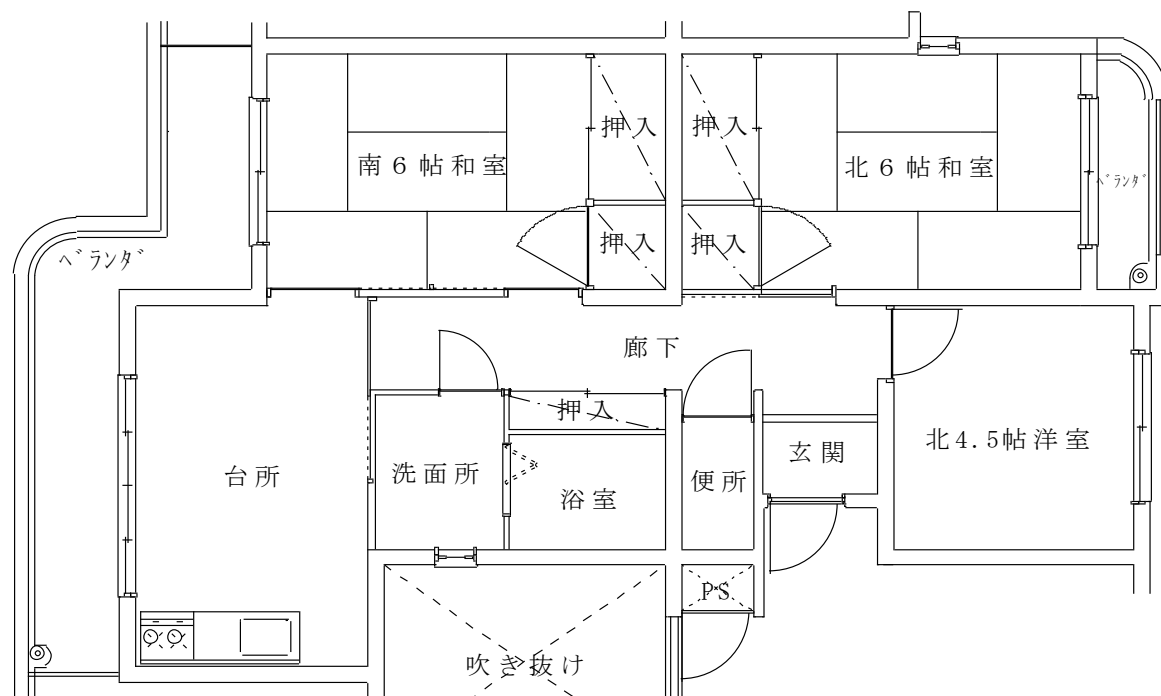 押入
押入
南６帖和室
北６帖和室
ﾍﾞﾗﾝﾀﾞ
押入
押入
ﾍﾞﾗﾝﾀﾞ
廊下
押入
北4.5帖洋室
玄関
台所
洗面所
浴室
便所
PS
吹き抜け